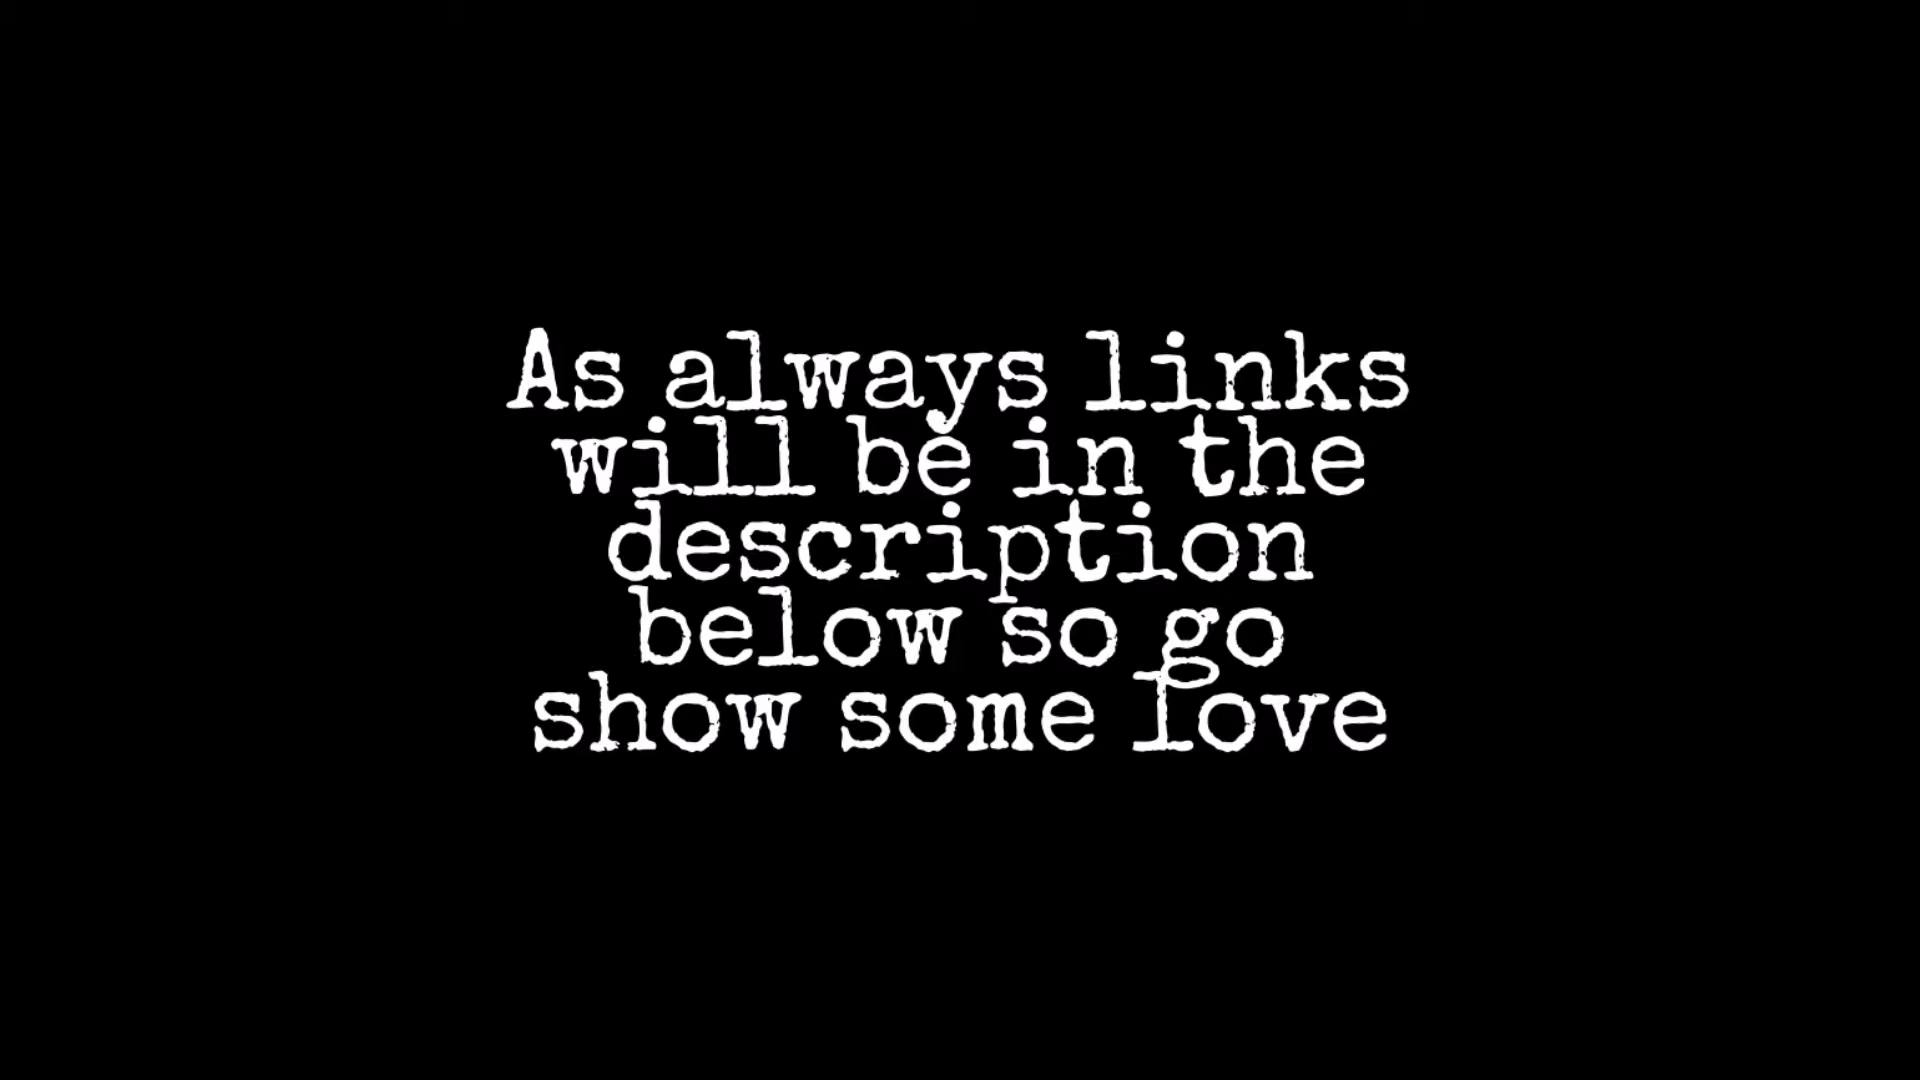 As always links
will be in the
description
below so go
show some love